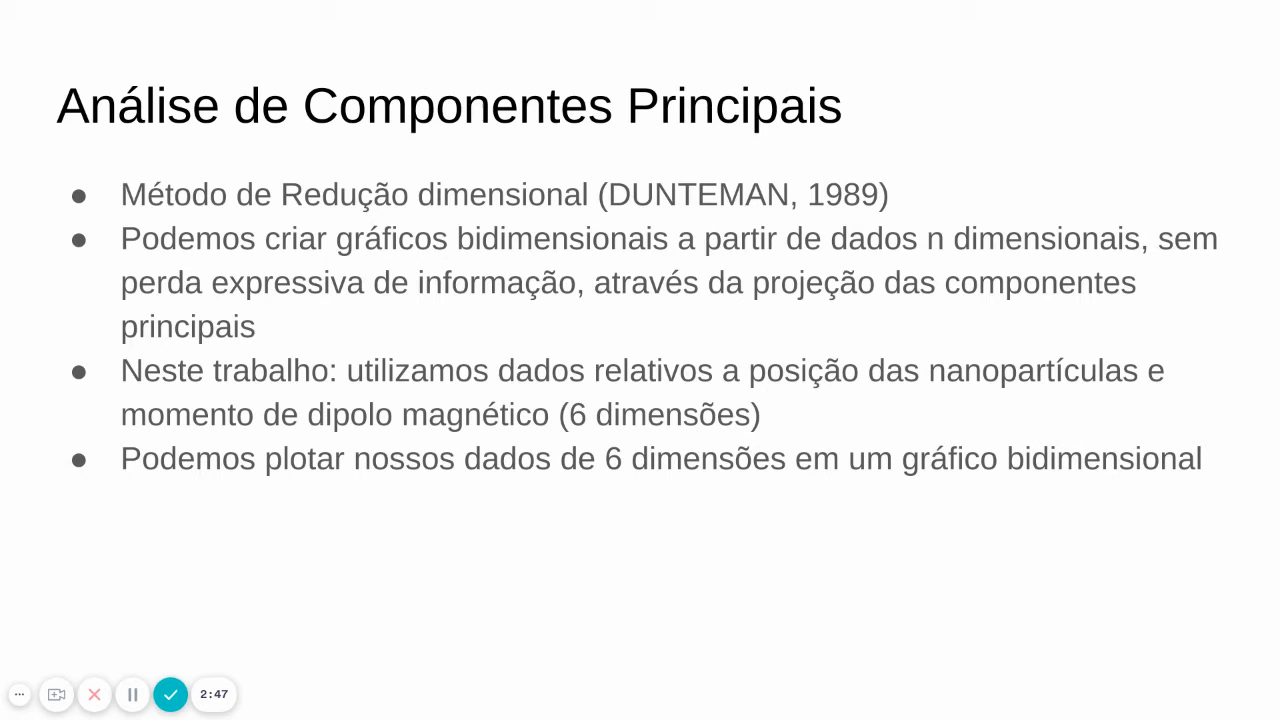 Análise de Componentes Principais
● Método de Redução dimensional (DUNTEMAN, 1989)
● Podemos criar gráficos bidimensionais a partir de dados n dimensionais, sem
perda expressiva de informação, através da projeção das componentes
principais
● Neste trabalho: utilizamos dados relativos a posição das nanopartículas e
momento de dipolo magnético (6 dimensões)
● Podemos plotar nossos dados de 6 dimensões em um gráfico bidimensional
2:47